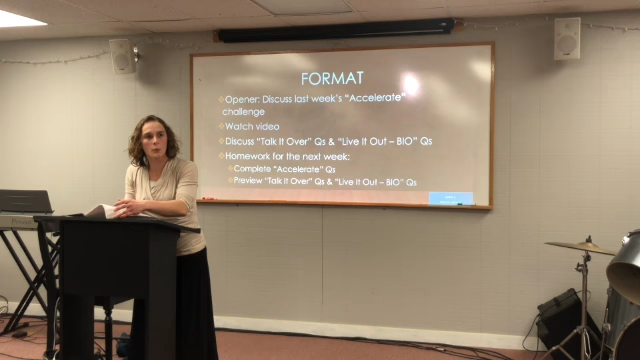 FORMAT
Opener: Discuss last week's "Accelerate"
challenge
Watch video
Discuss "Talk It Over" Qs & "Live It Out – BIO" Qs
Homework for the next week:
Complete "Accelerate" Qs
Preview "Talk It Over" Qs & "Live It Out – BIO" Qs